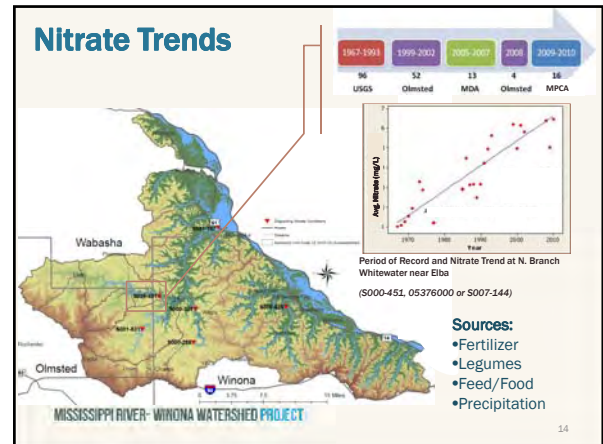 Nitrate Trends
1967-1993 1999-2002 2005-2007 2008 2009-2010
96 52 13 4 16
USGS Olmsted MDA Olmsted MPCA
Avg. Nitrate (mg/L)
1970 1980 1990 2000 2010
Year
Period of Record and Nitrate Trend at N. Branch
Whitewater near Elba
(S000-451, 05376000 or S007-144)
Wabasha
Olmsted
Winona
15 Miles
MISSISSIPPI RIVER- WINONA WATERSHED PROJECT
Sources:
•Fertilizer
•Legumes
•Feed/Food
•Precipitation
14